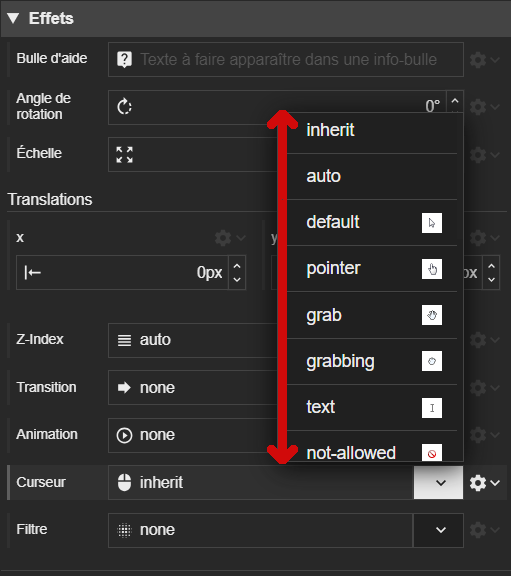 Effets
Bulle d'aide
Texte à faire apparaître dans une info-bulle
Angle de rotation
0°
Échelle
Translations
x
y
0px
px
Z-Index
auto
Transition
none
Animation
none
Curseur
inherit
Filtre
none
inherit
auto
default
pointer
grab
grabbing
text
not-allowed